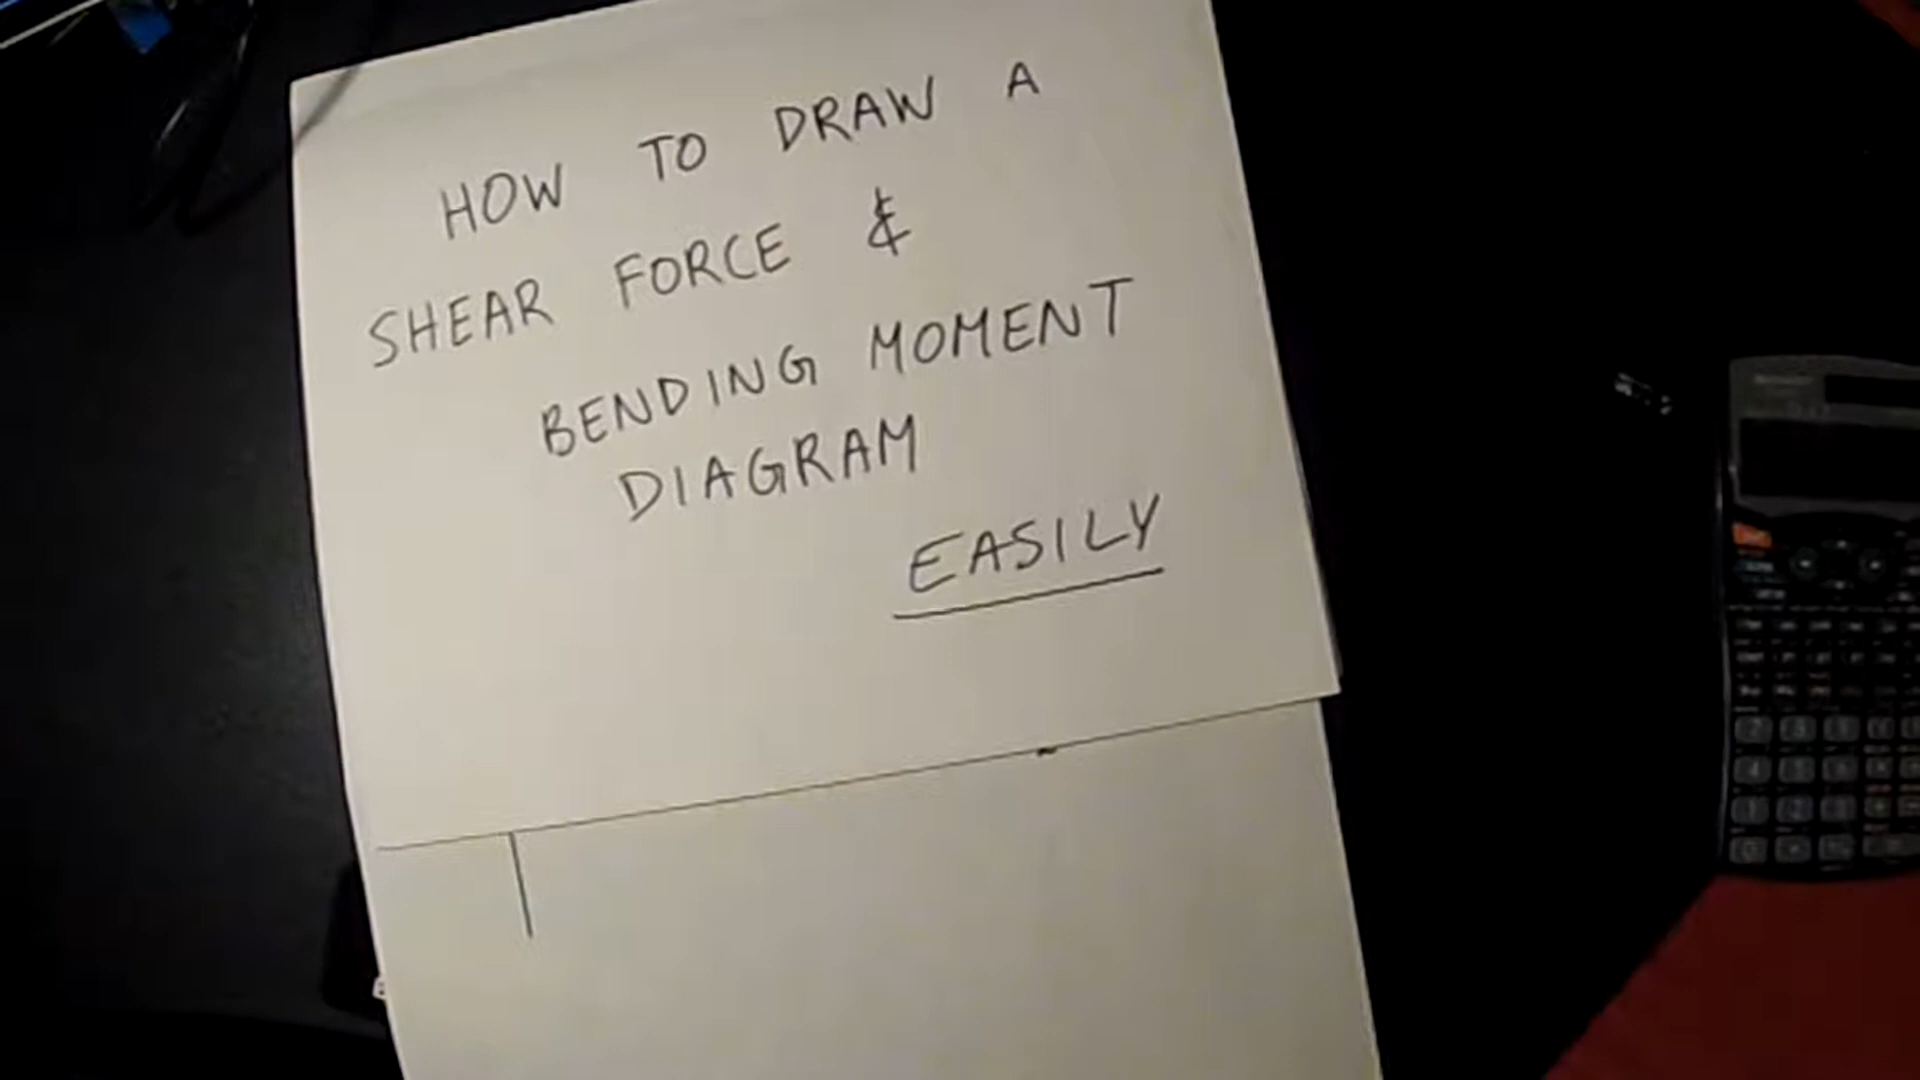 HOW TO DRAW A
SHEAR FORCE &
BENDING MOMENT
DIAGRAM
EASILY